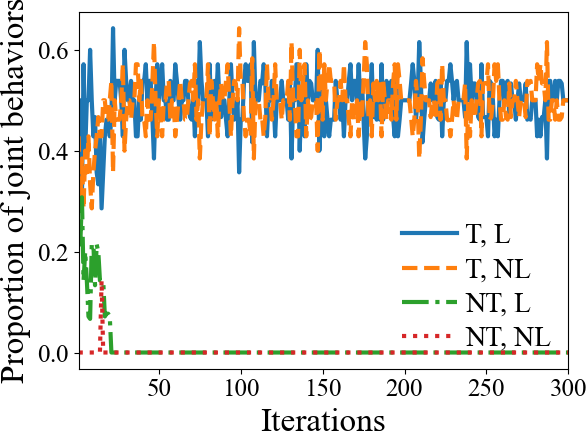 Proportion of joint behaviors
0.6
0.4
0.2
0.0
T, L
T, NL
NT, L
NT, NL
50 100 150 200 250 300
Iterations